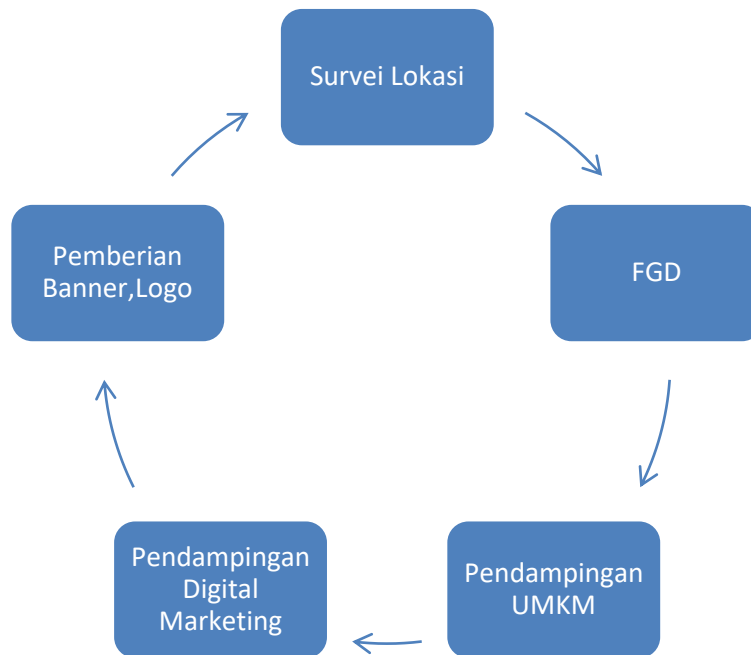 Survei Lokasi
FGD
Pendampingan
UMKM
Pendampingan
Digital
Marketing
Pemberian
Banner,Logo